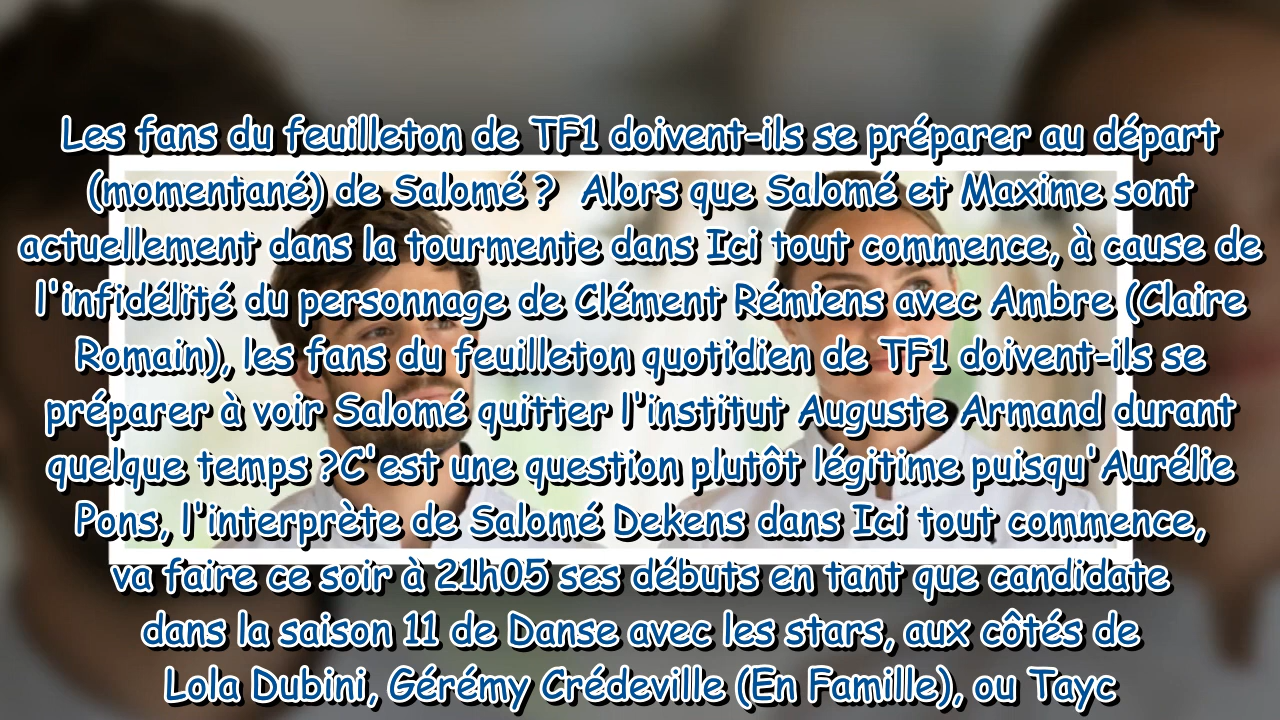 Les fans du feuilleton de TF1 doivent-ils se préparer au départ
(momentané) de Salomé ?  Alors que Salomé et Maxime sont
actuellement dans la tourmente dans Ici tout commence, à cause de
l'infidélité du personnage de Clément Rémiens avec Ambre (Claire
Romain), les fans du feuilleton quotidien de TF1 doivent-ils se
préparer à voir Salomé quitter l'institut Auguste Armand durant
quelque temps ?C'est une question plutôt légitime puisqu'Aurélie
Pons, l'interprète de Salomé Dekens dans Ici tout commence,
va faire ce soir à 21h05 ses débuts en tant que candidate
dans la saison 11 de Danse avec les stars, aux côtés de
Lola Dubini, Gérémy Crédeville (En Famille), ou Tayc